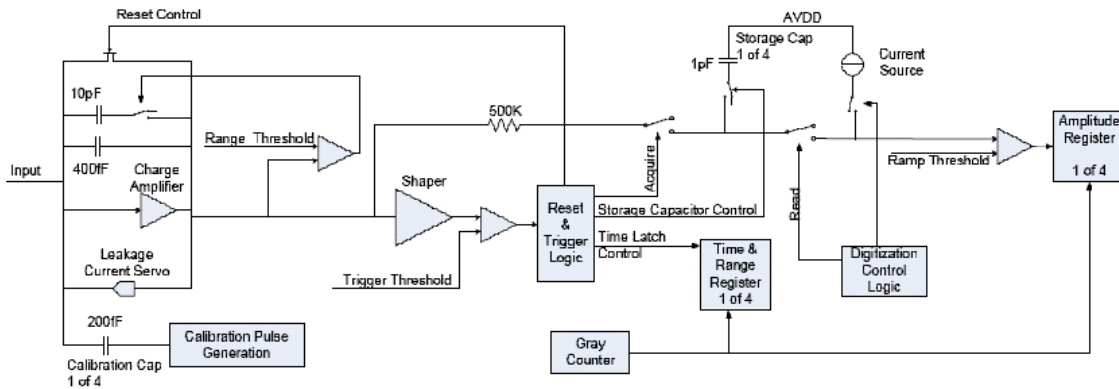 Reset Control
AVDD
Storage Cap
1 of 4
1pF
Current
Source
10pF
500K
Range Threshold
400fF
Input
Charge
Amplifier
Shaper
Acquire
Ramp Threshold
Amplitude
Register
1 of 4
Reset
&
Trigger
Logic
Storage Capacitor Control
Read
Time Latch
Control
Leakage
Current Servo
Trigger Threshold
Time &
Range
Register
1 of 4
Digitization
Control
Logic
200fF
Calibration Pulse
Generation
Calibration Cap
1 of 4
Gray
Counter